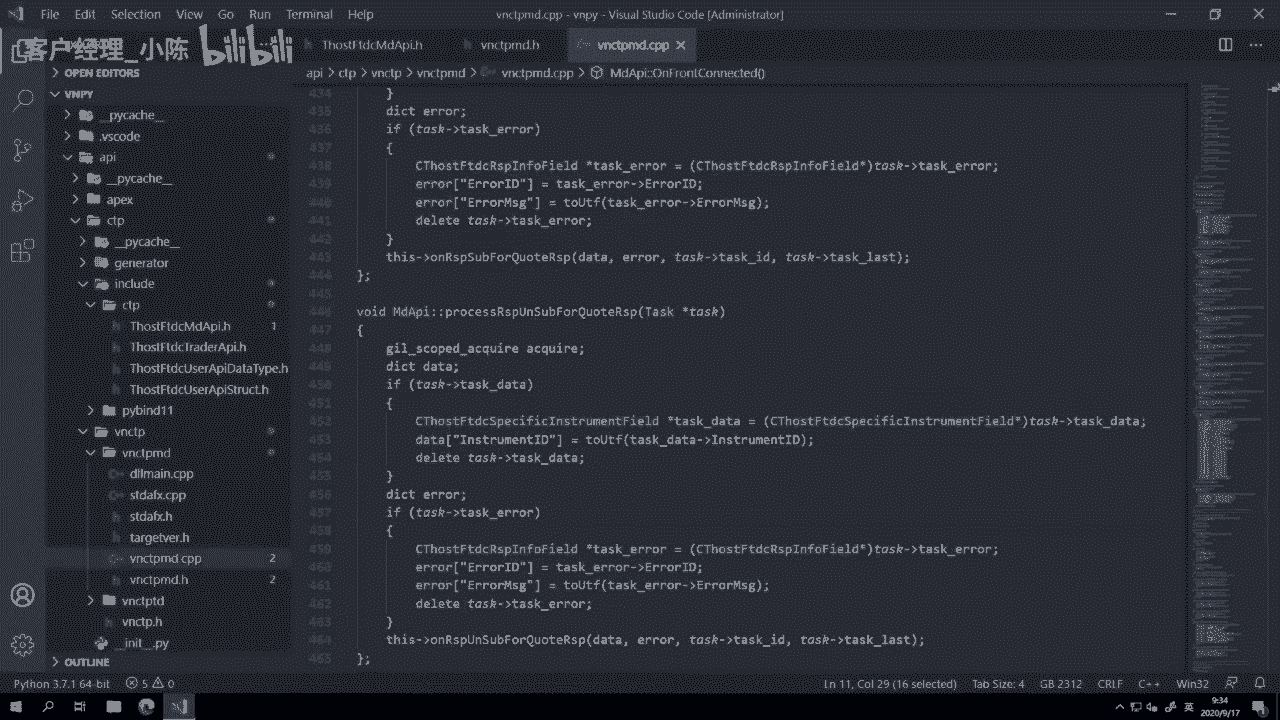 File Edit Selection View Go Run Terminal Help
vnctpmd.cpp - vnpy - Visual Studio Code [Administrator]
客户经理_小陈 bilibili
ThostFtdcMdApi.h
vnctpmd.h
vnctpmd.cpp
OPEN EDITORS
api > ctp > vnctp > vnctpmd > vnctpmd.cpp > MdApi::OnFrontConnected()
VNPY
__pycache__
.vscode
api
__pycache__
apex
ctp
__pycache__
generator
include
ctp
ThostFtdcMdApi.h 1
ThostFtdcTraderApi.h
ThostFtdcUserApiDataType.h
ThostFtdcUserApiStruct.h
pybind11
vnctp
vnctpmd
dllmain.cpp
stdafx.cpp
stdafx.h
targetver.h
vnctpmd.cpp 2
vnctpmd.h 2
vnctptd
vnctp.h
__init__.py
OUTLINE
434 }
435 dict error;
436 if (task->task_error)
437 {
438 CThostFtdcRspInfoField *task_error = (CThostFtdcRspInfoField*)task->task_error;
439 error["ErrorID"] = task_error->ErrorID;
440 error["ErrorMsg"] = toUtf(task_error->ErrorMsg);
441 delete task->task_error;
442 }
443 this->onRspSubForQuoteRsp(data, error, task->task_id, task->task_last);
444 };
445
446 void MdApi::processRspUnSubForQuoteRsp(Task *task)
447 {
448 gil_scoped_acquire acquire;
449 dict data;
450 if (task->task_data)
451 {
452 CThostFtdcSpecificInstrumentField *task_data = (CThostFtdcSpecificInstrumentField*)task->task_data;
453 data["InstrumentID"] = toUtf(task_data->InstrumentID);
454 delete task->task_data;
455 }
456 dict error;
457 if (task->task_error)
458 {
459 CThostFtdcRspInfoField *task_error = (CThostFtdcRspInfoField*)task->task_error;
460 error["ErrorID"] = task_error->ErrorID;
461 error["ErrorMsg"] = toUtf(task_error->ErrorMsg);
462 delete task->task_error;
463 }
464 this->onRspUnSubForQuoteRsp(data, error, task->task_id, task->task_last);
465 };
Python 3.7.1 64-bit 5 0
Ln 11, Col 29 (16 selected) Tab Size: 4 GB 2312 CRLF C++ Win32
英
9:34
2020/9/17